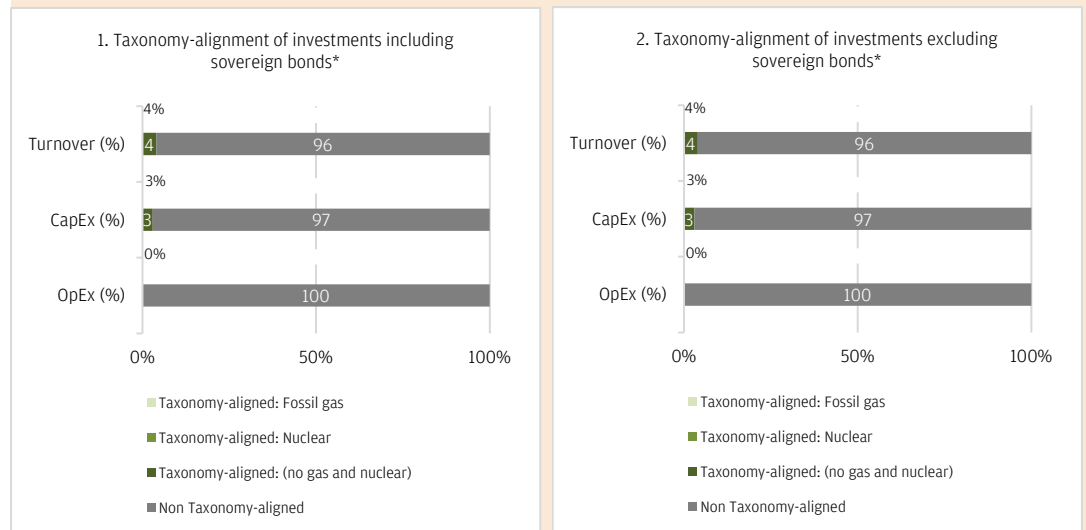 1. Taxonomy-alignment of investments including
sovereign bonds*
4%
Turnover (%)
4
96
3%
CapEx (%)
3
97
0%
OpEx (%)
100
0%
50%
100%
Taxonomy-aligned: Fossil gas
Taxonomy-aligned: Nuclear
Taxonomy-aligned: (no gas and nuclear)
Non Taxonomy-aligned
2. Taxonomy-alignment of investments excluding
sovereign bonds*
4%
Turnover (%)
4
96
3%
CapEx (%)
3
97
0%
OpEx (%)
100
0%
50%
100%
Taxonomy-aligned: Fossil gas
Taxonomy-aligned: Nuclear
Taxonomy-aligned: (no gas and nuclear)
Non Taxonomy-aligned